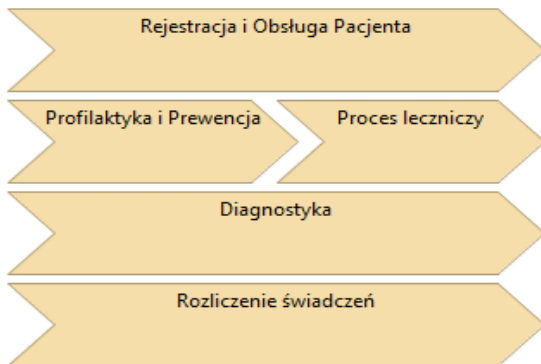 Rejestracja i Obsługa Pacjenta
Profilaktyka i Prewencja
Proces leczniczy
Diagnostyka
Rozliczenie świadczeń